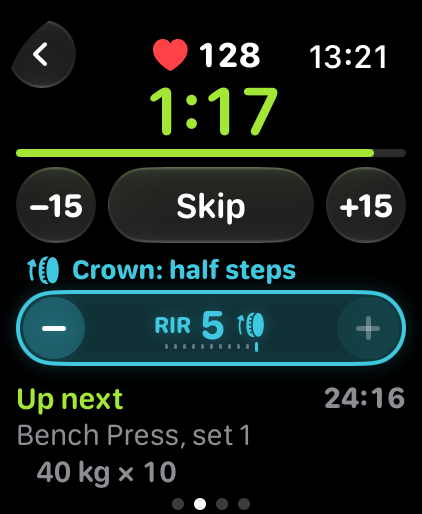 128 13:21
1:17
−15 Skip +15
Crown: half steps
− RIR 5 +
Up next 24:16
Bench Press, set 1
40 kg × 10